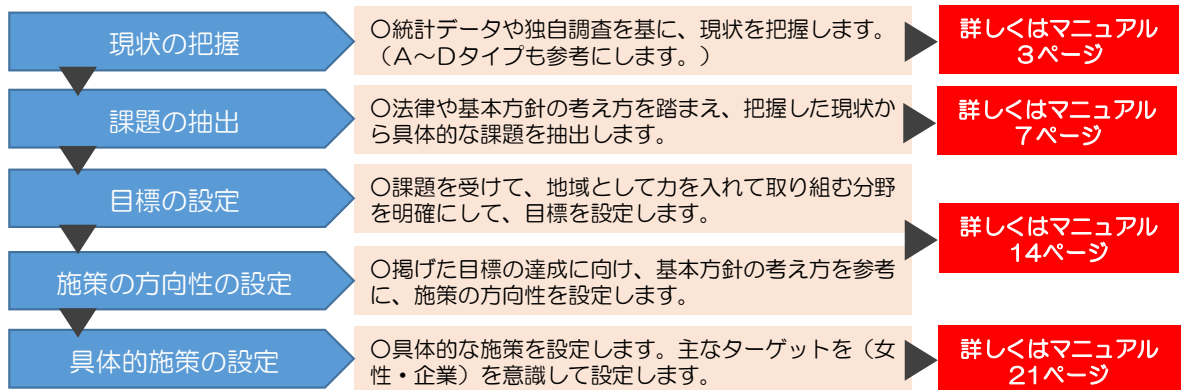 現状の把握
〇統計データや独自調査を基に、現状を把握します。
（A～Dタイプも参考にします。）
詳しくはマニュアル
3ページ
課題の抽出
〇法律や基本方針の考え方を踏まえ、把握した現状か
ら具体的な課題を抽出します。
詳しくはマニュアル
7ページ
目標の設定
〇課題を受けて、地域として力を入れて取り組む分野
を明確にして、目標を設定します。
詳しくはマニュアル
14ページ
施策の方向性の設定
〇掲げた目標の達成に向け、基本方針の考え方を参考
に、施策の方向性を設定します。
具体的施策の設定
〇具体的な施策を設定します。主なターゲットを（女
性・企業）を意識して設定します。
詳しくはマニュアル
21ページ